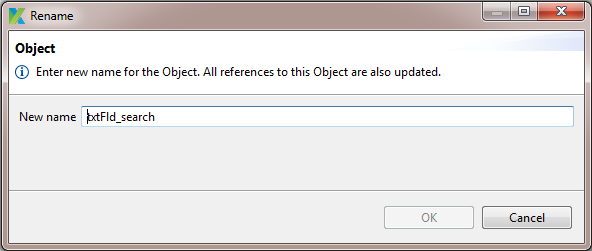 Rename
Object
Enter new name for the Object. All references to this Object are also updated.
New name txtFld_search
OK Cancel